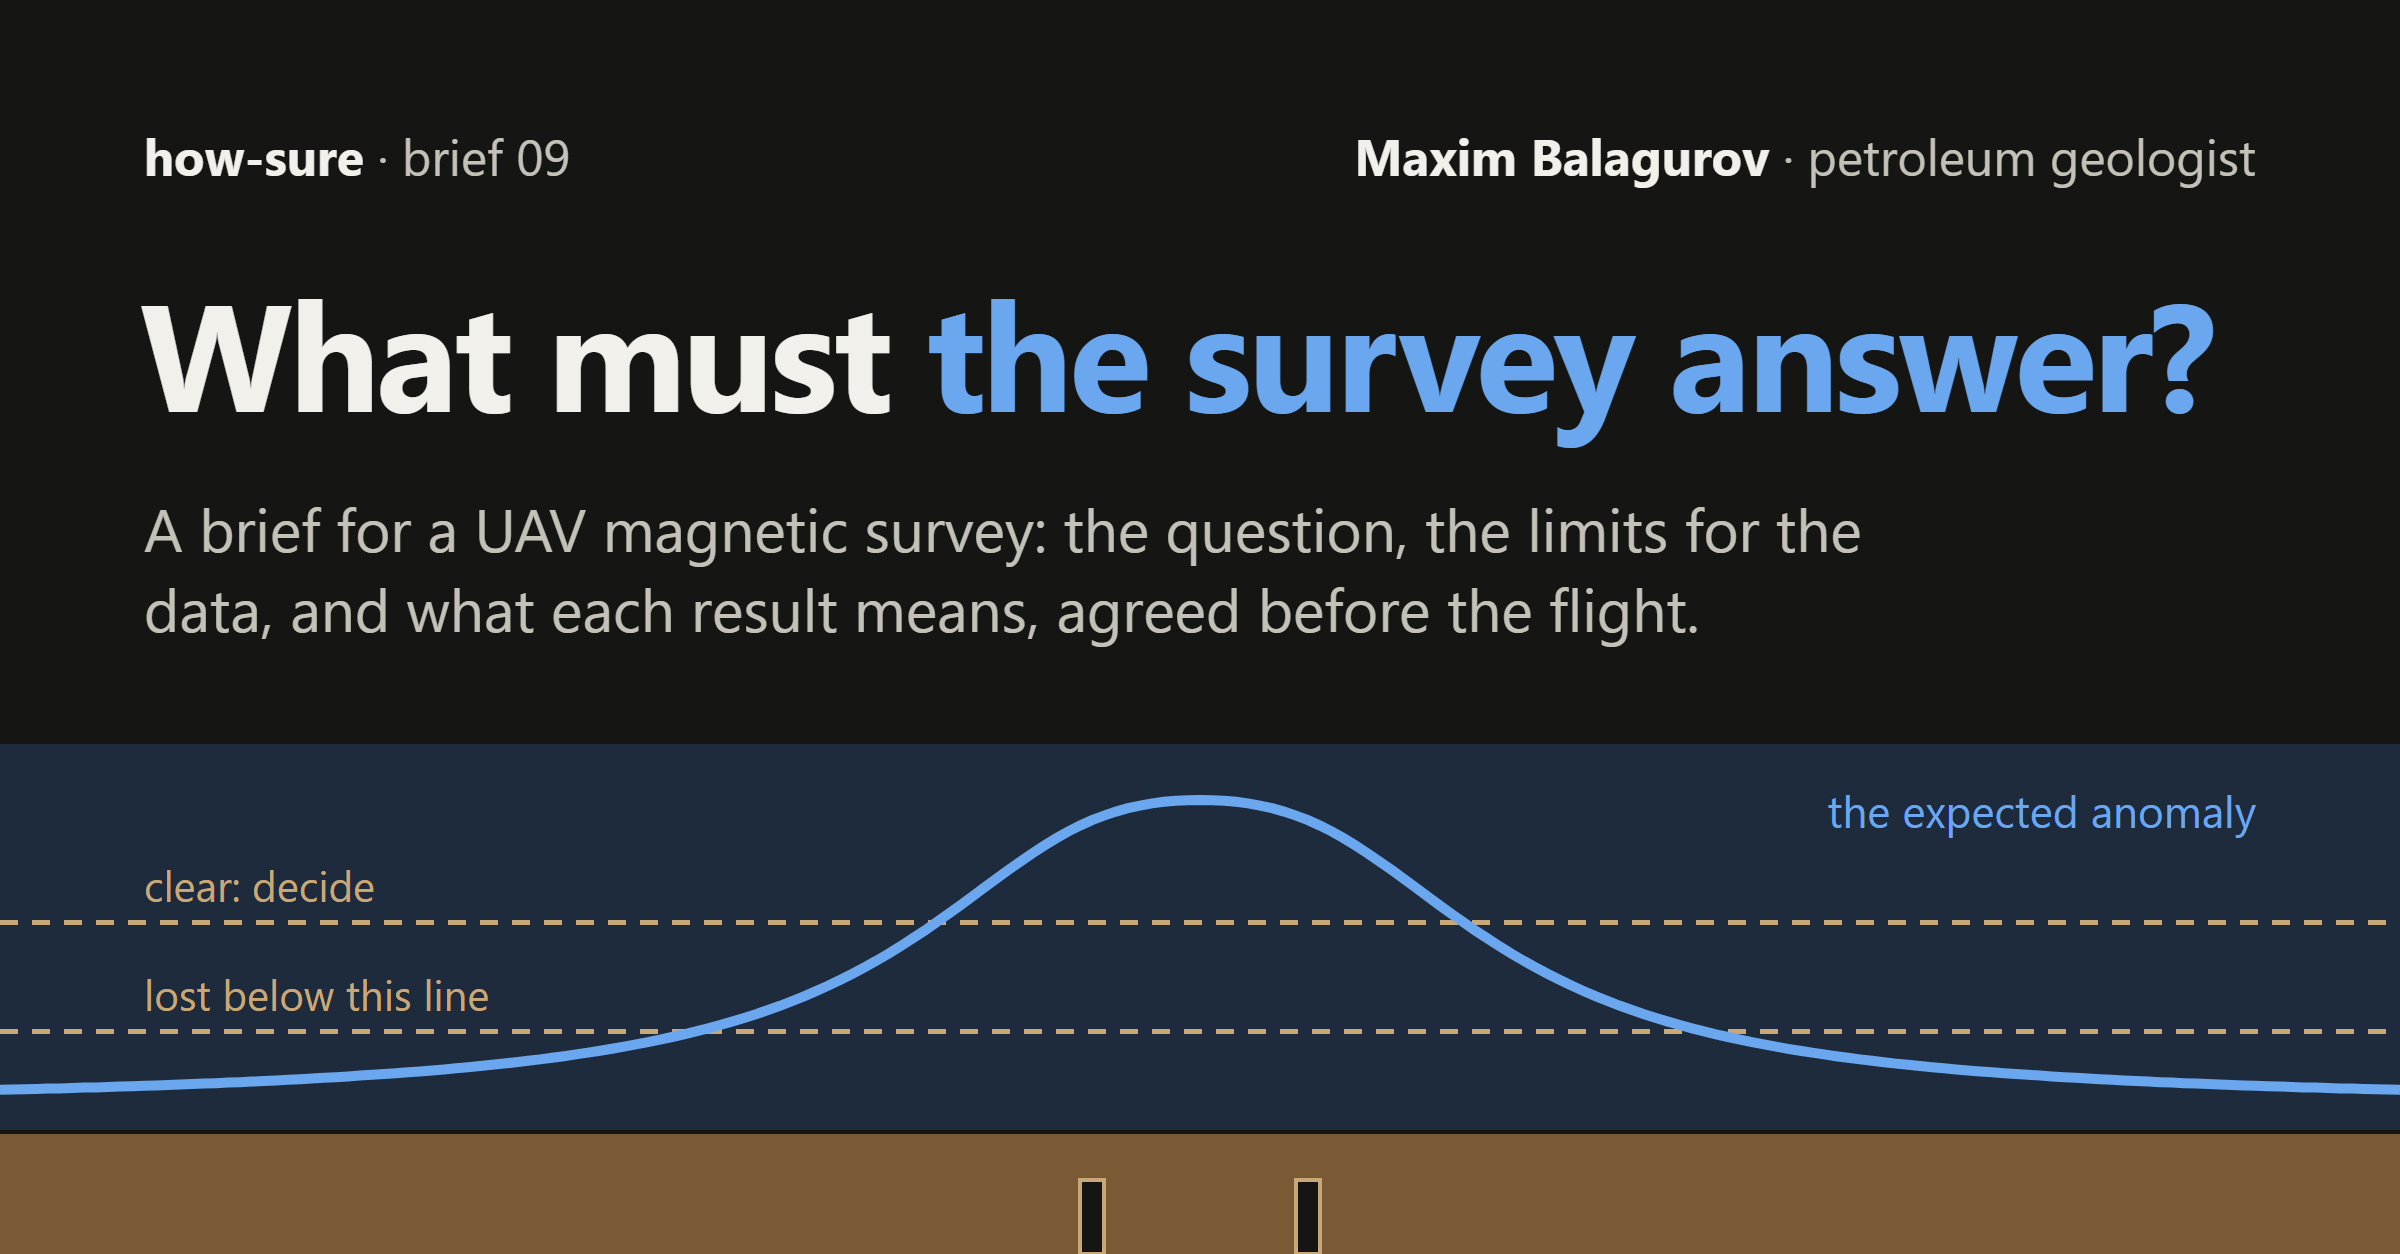 how-sure · brief 09
Maxim Balagurov · petroleum geologist
What must the survey answer?
A brief for a UAV magnetic survey: the question, the limits for the
data, and what each result means, agreed before the flight.
the expected anomaly
clear: decide
lost below this line